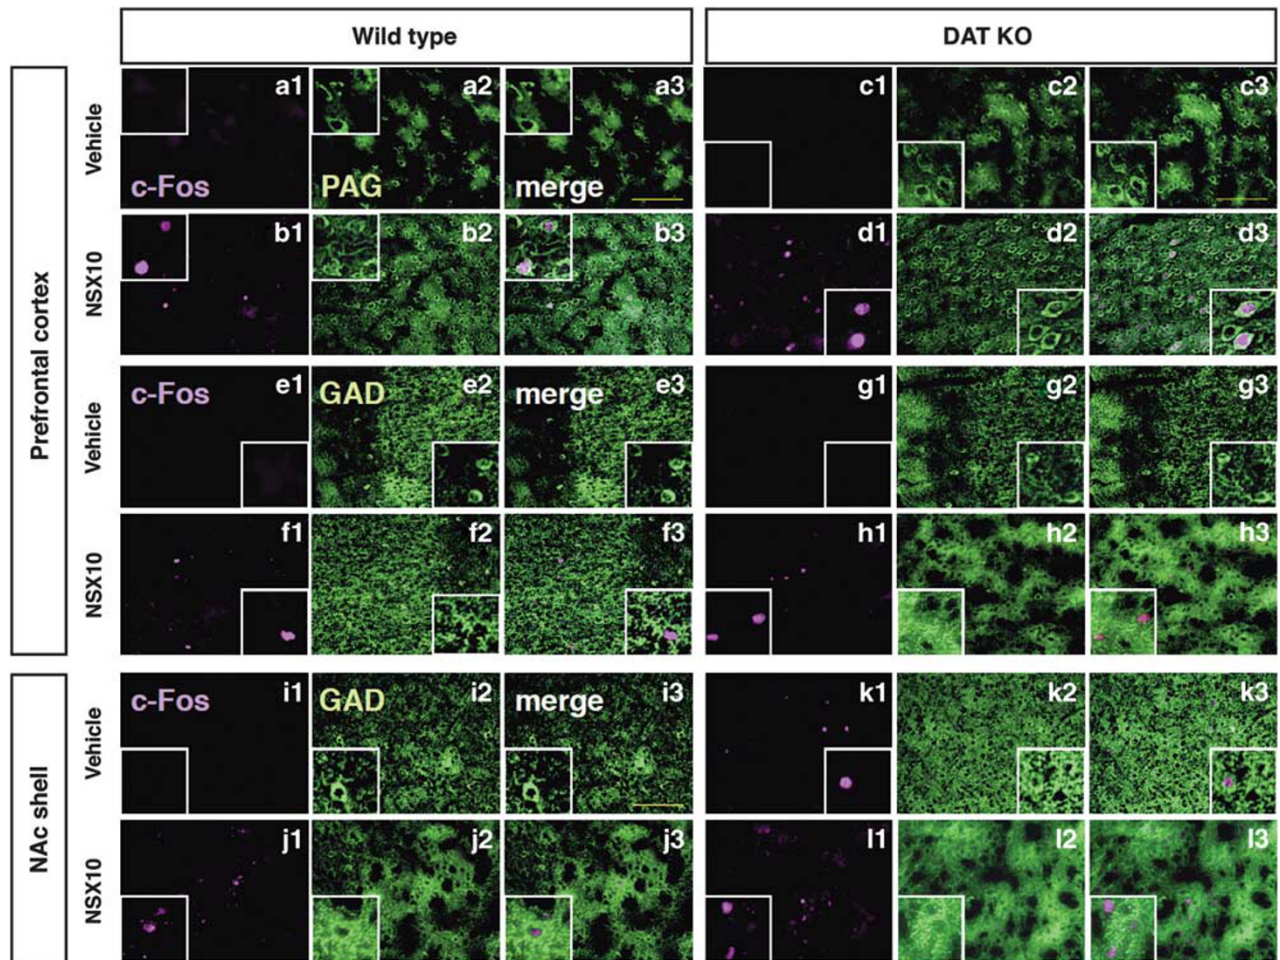 Wild type
DAT KO
Prefrontal cortex
Vehicle
a1 a2 a3 c1 c2 c3
c-Fos PAG merge
NSX10
b1 b2 b3 d1 d2 d3
Vehicle
c-Fos e1 GAD e2 merge e3 g1 g2 g3
NSX10
f1 f2 f3 h1 h2 h3
NAc shell
Vehicle
c-Fos i1 GAD i2 merge i3 k1 k2 k3
NSX10
j1 j2 j3 l1 l2 l3